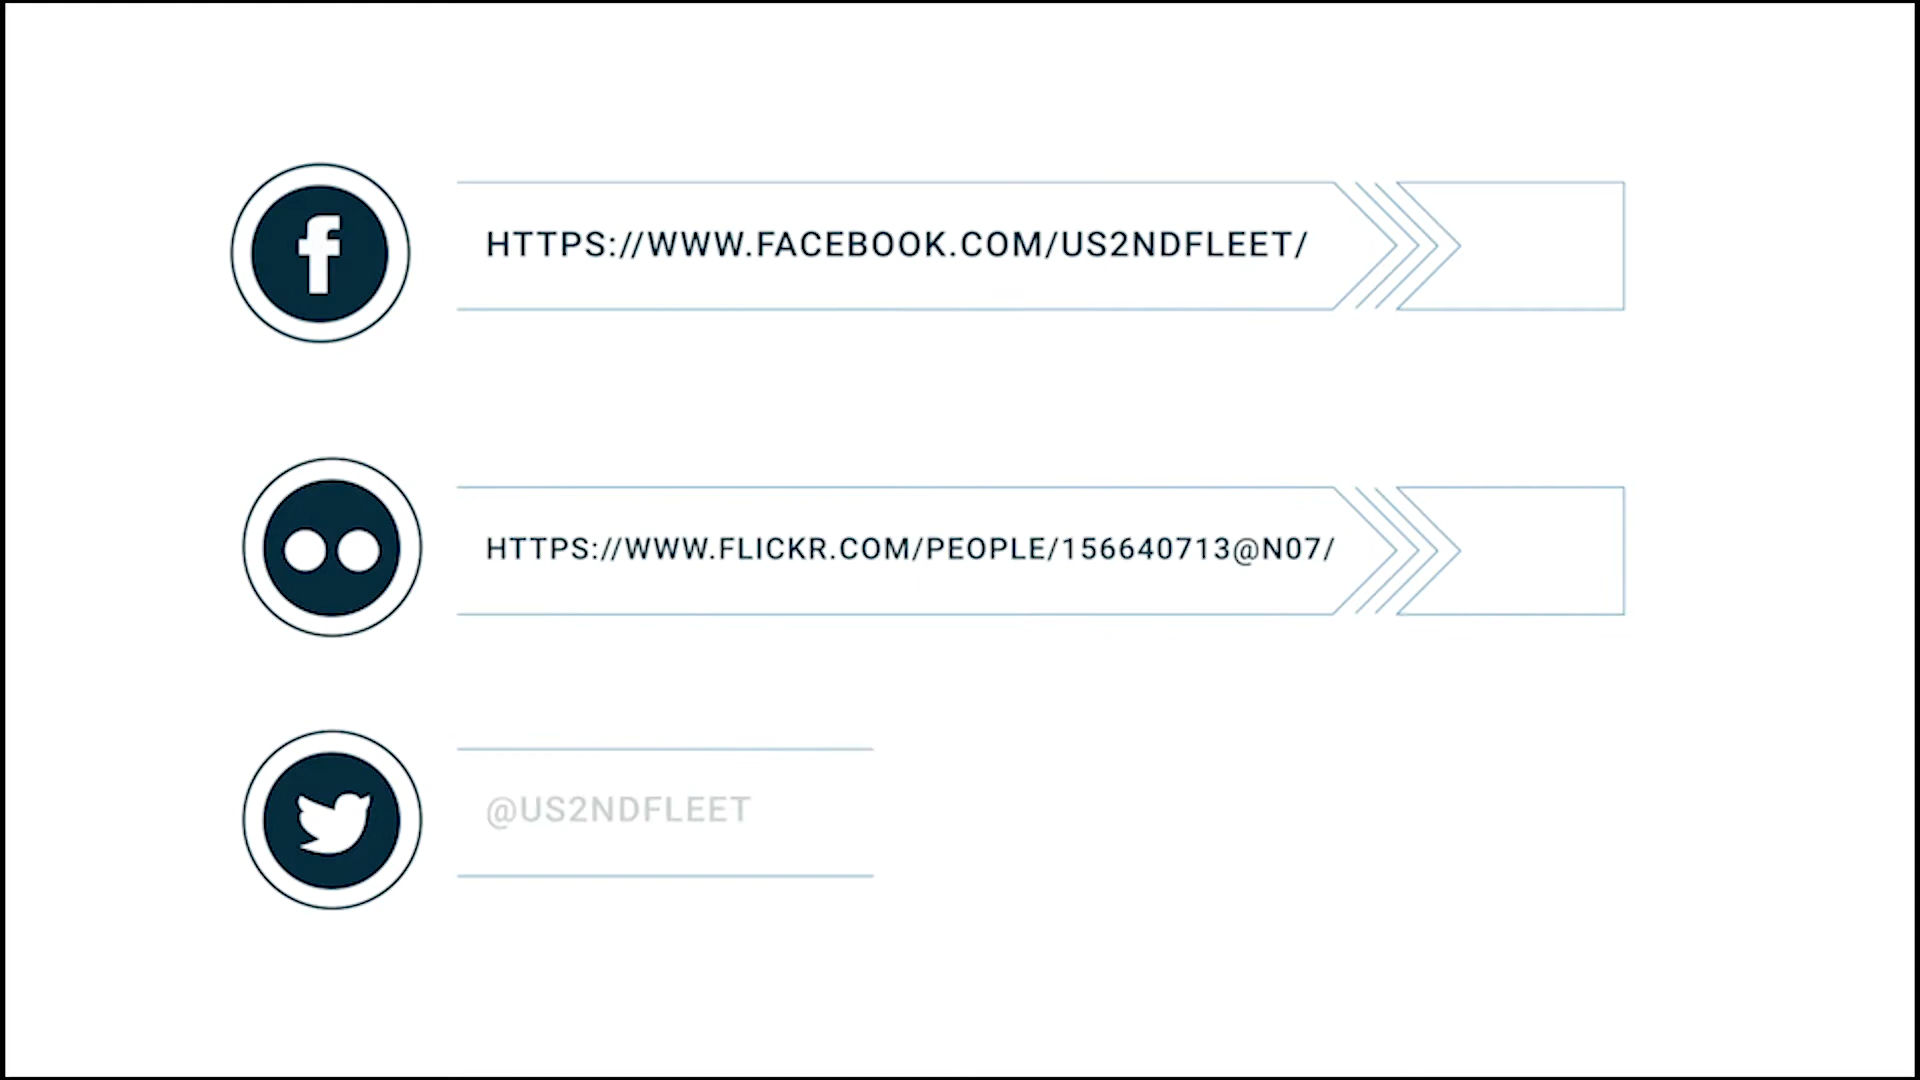 HTTPS://WWW.FACEBOOK.COM/US2NDFLEET/
HTTPS://WWW.FLICKR.COM/PEOPLE/156640713@N07/
@US2NDFLEET